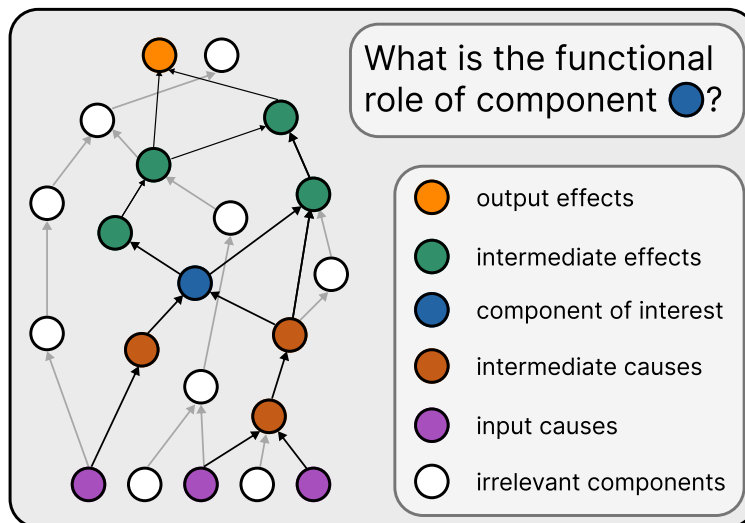 What is the functional
role of component ?
output effects
intermediate effects
component of interest
intermediate causes
input causes
irrelevant components